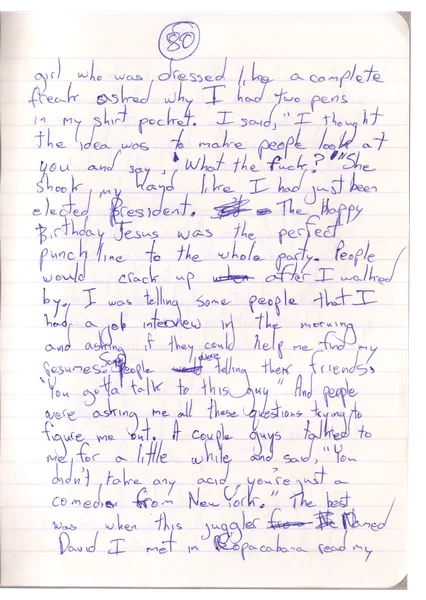 80
girl who was dressed like a complete
freak asked why I had two pens
in my shirt pocket. I said, "I thought
the idea was to make people look at
you and say, 'What the fuck?'" She
shook my hand like I had just been
elected President. The Happy
Birthday Jesus was the perfect
punch line to the whole party. People
would crack up when after I walked
by. I was telling some people that I
had a job interview in the morning
and asking if they could help me find my
resumes. Some people were telling their friends,
"You gotta talk to this guy" And people
were asking me all these questions trying to
figure me out. A couple guys talked to
me for a little while and said, "You
didn't take any acid, you're just a
comedian from New York." The best
was when this juggler named
David I met in Copacabana read my